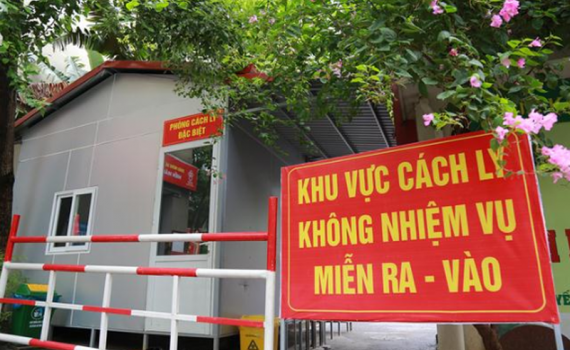 PHÒNG CÁCH LY
ĐẶC BIỆT
KHU VỰC CÁCH LY
KHÔNG NHIỆM VỤ
MIỄN RA - VÀO